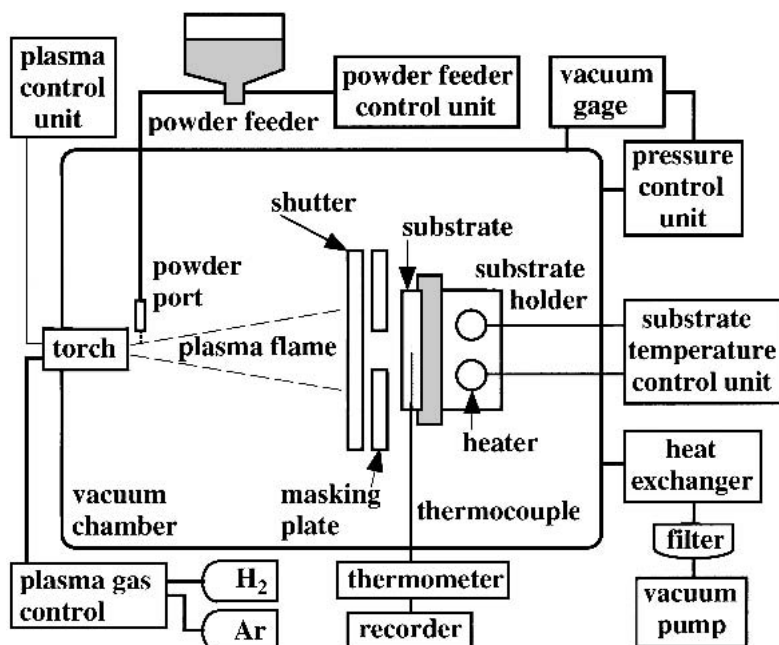 plasma
control
unit
powder feeder
powder feeder
control unit
vacuum
gage
pressure
control
unit
shutter
substrate
powder
port
substrate
holder
torch
plasma flame
substrate
temperature
control unit
heater
vacuum
chamber
masking
plate
thermocouple
heat
exchanger
filter
vacuum
pump
plasma gas
control
H₂
Ar
thermometer
recorder